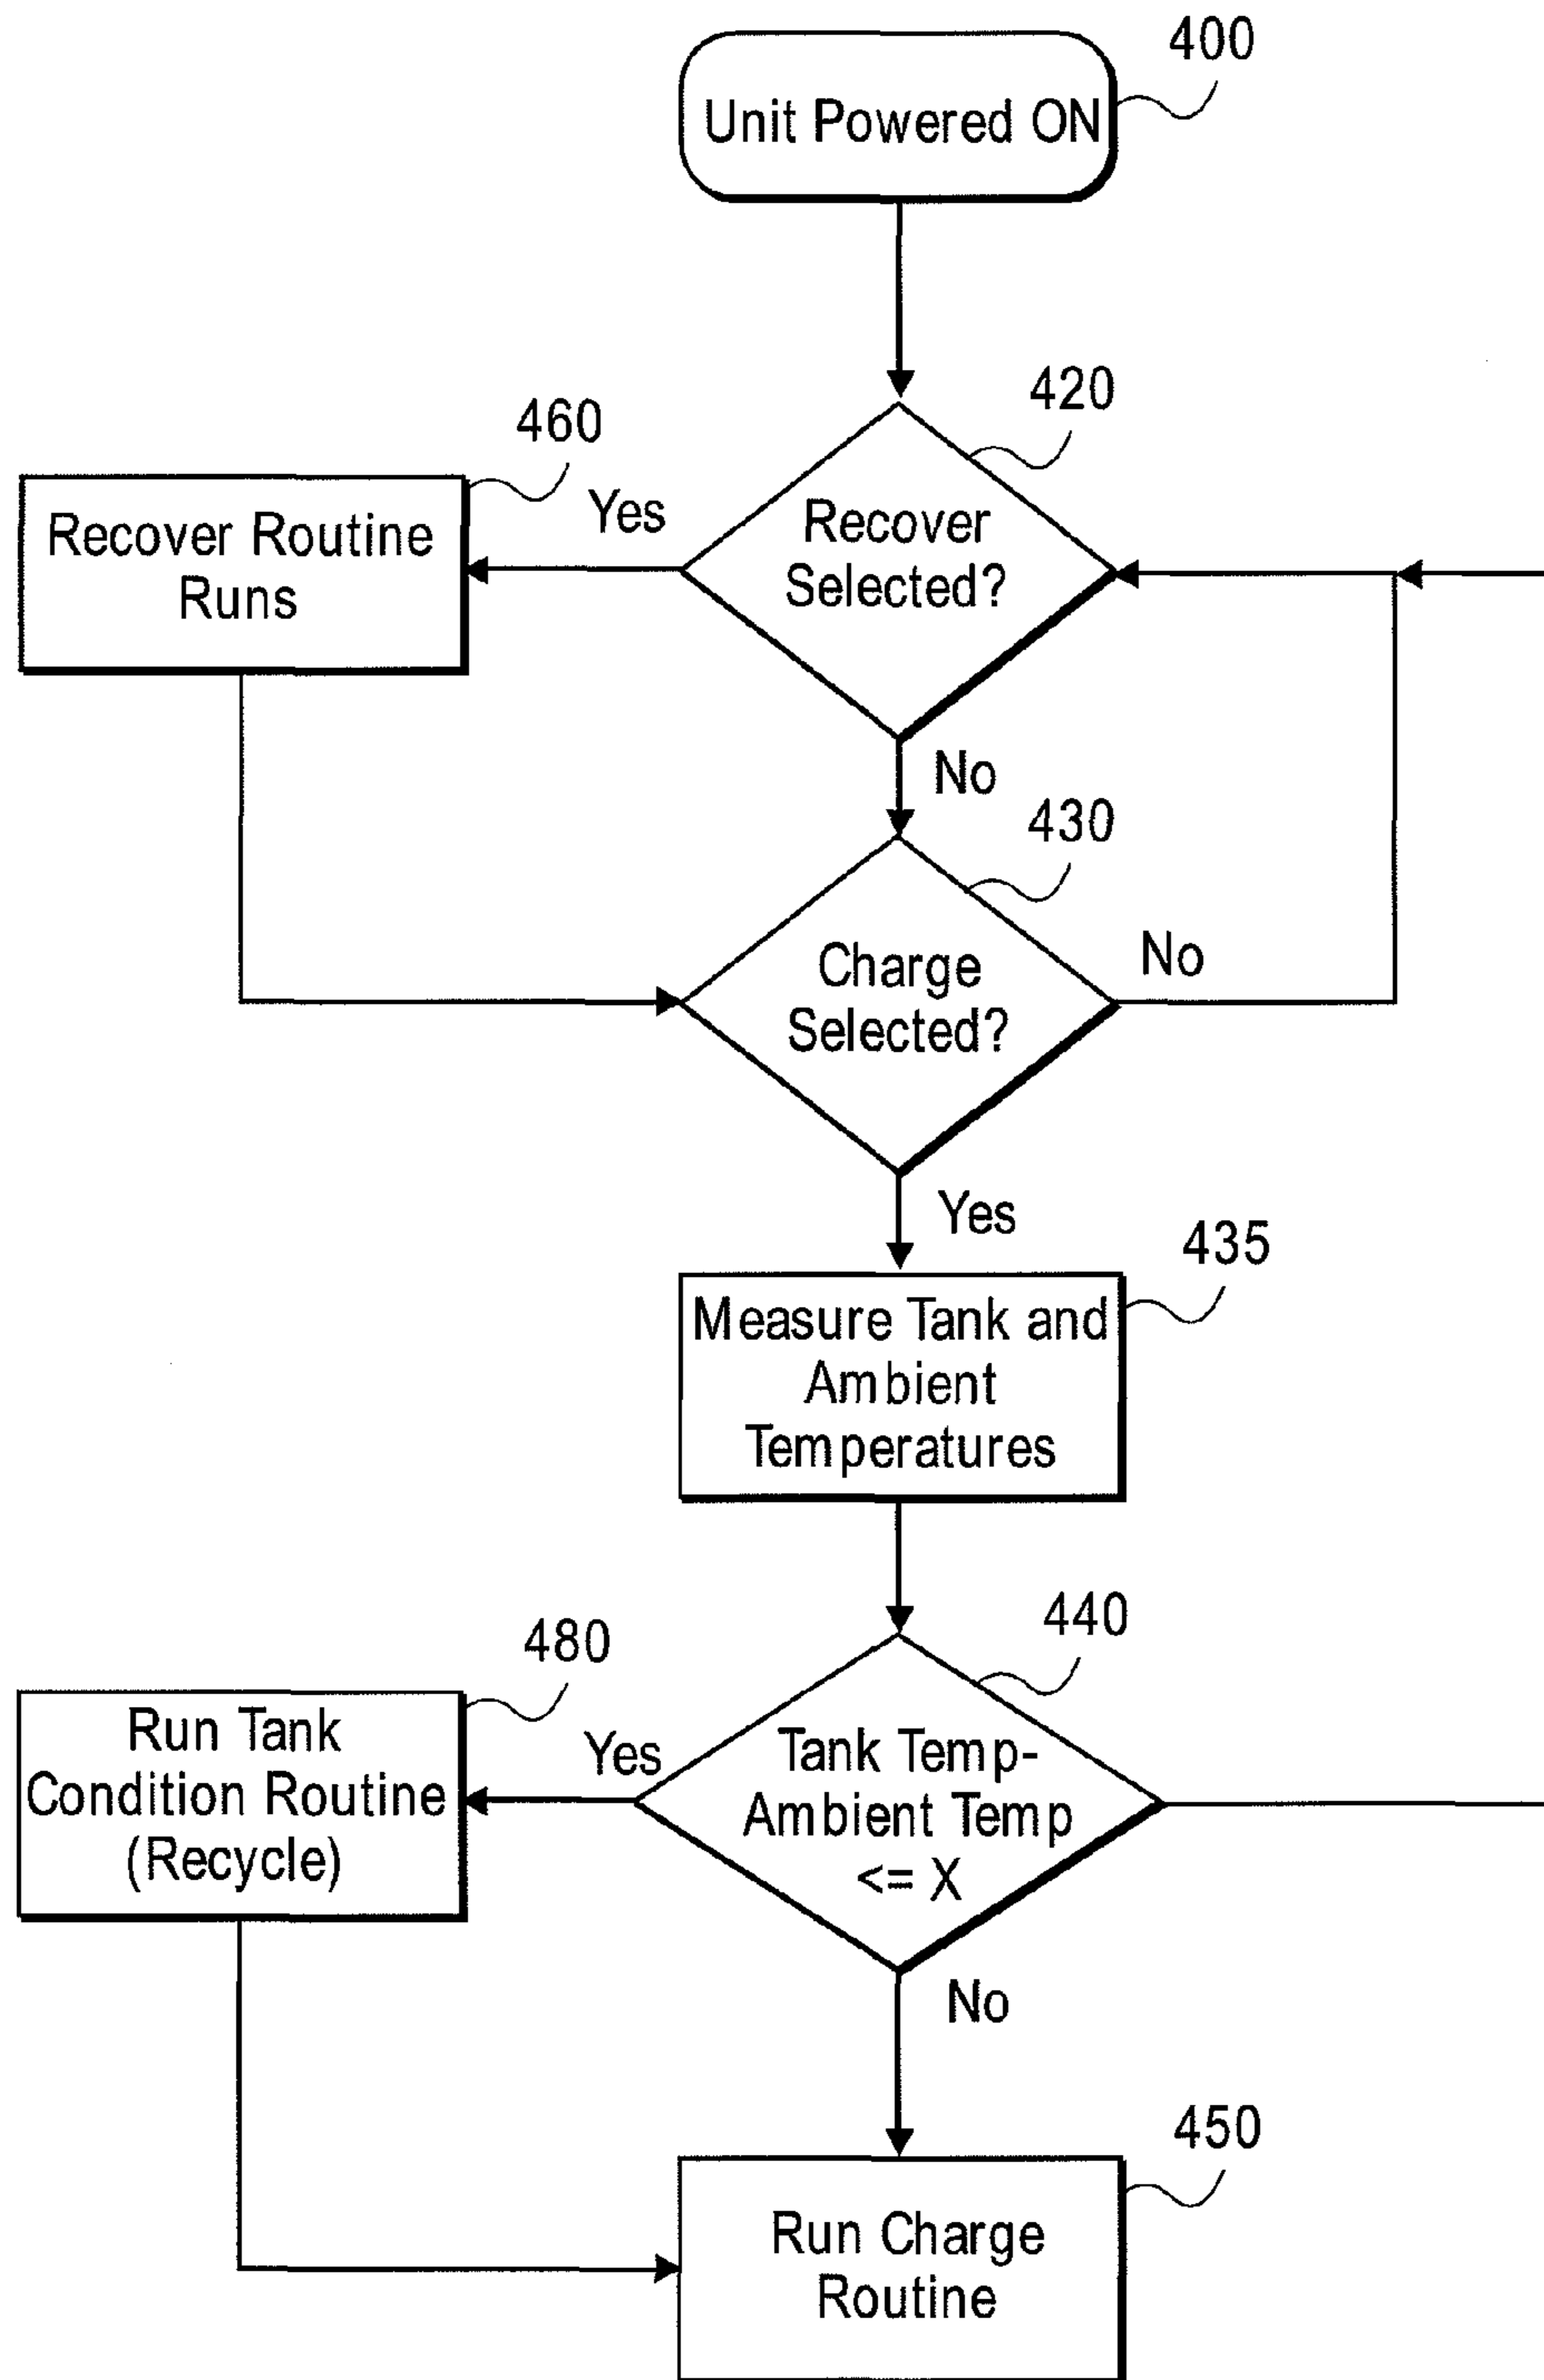 400
Unit Powered ON
420
460
Yes
Recover
Selected?
Recover Routine
Runs
No
430
Charge
Selected?
No
Yes
435
Measure Tank and
Ambient
Temperatures
440
480
Yes
Tank Temp-
Ambient Temp
<= X
Run Tank
Condition Routine
(Recycle)
No
450
Run Charge
Routine